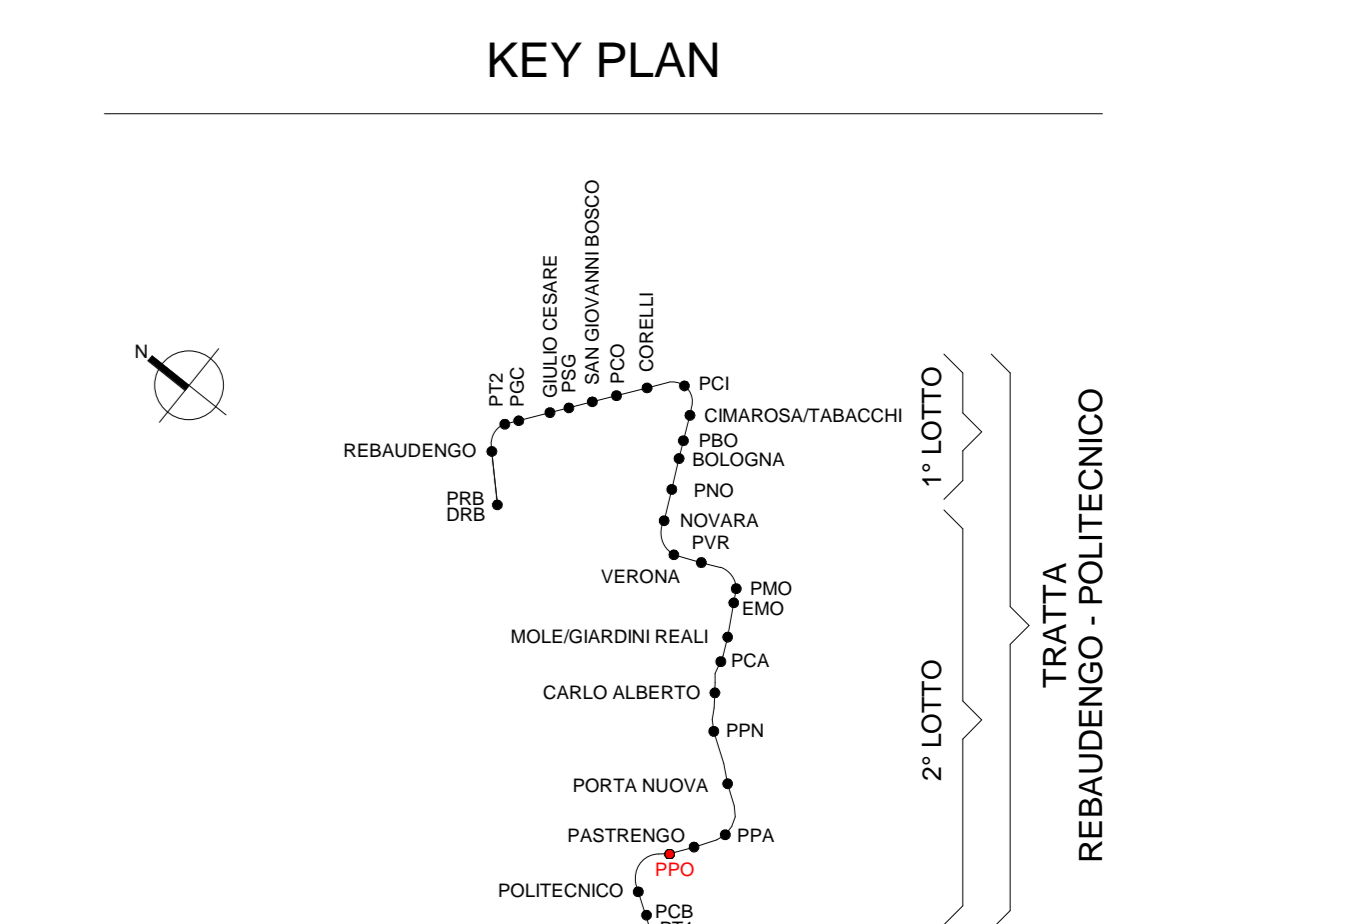 KEY PLAN
N
PT2
PGC
GIULIO CESARE
PSG
SAN GIOVANNI BOSCO
PCO
CORELLI
PCI
CIMAROSA/TABACCHI
REBAUDENGO
PBO
BOLOGNA
PRB
DRB
PNO
NOVARA
PVR
VERONA
PMO
EMO
MOLE/GIARDINI REALI
PCA
CARLO ALBERTO
PPN
PORTA NUOVA
PASTRENGO
PPA
PPO
POLITECNICO
PCB
1° LOTTO
2° LOTTO
TRATTA
REBAUDENGO - POLITECNICO